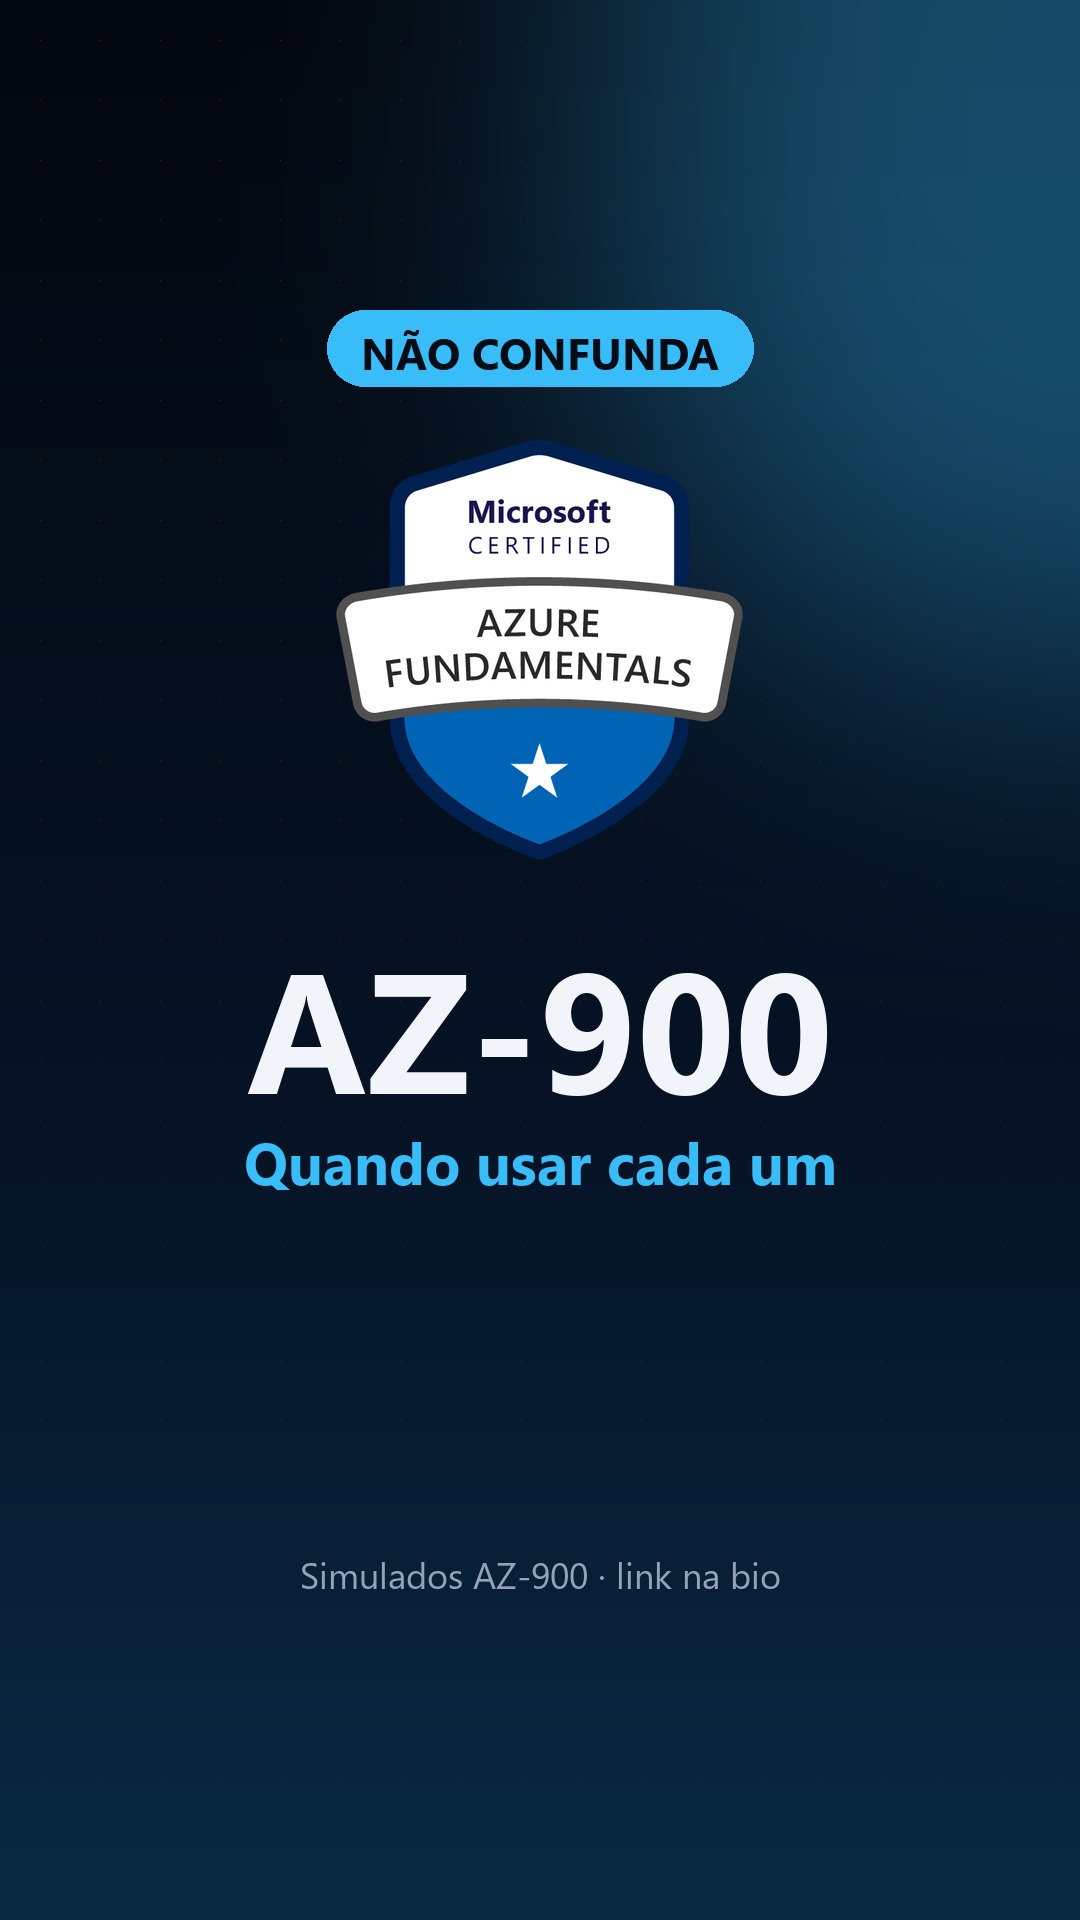 NÃO CONFUNDA
Microsoft
CERTIFIED
AZURE
FUNDAMENTALS
AZ-900
Quando usar cada um
Simulados AZ-900 · link na bio